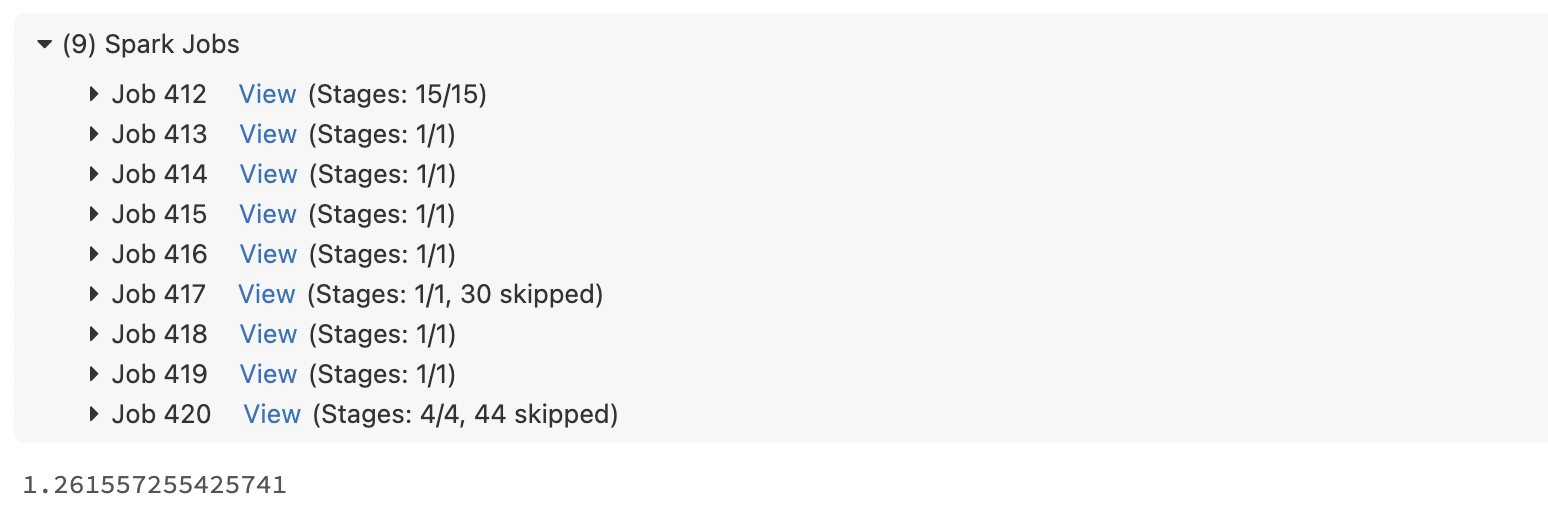 (9) Spark Jobs
Job 412 View (Stages: 15/15)
Job 413 View (Stages: 1/1)
Job 414 View (Stages: 1/1)
Job 415 View (Stages: 1/1)
Job 416 View (Stages: 1/1)
Job 417 View (Stages: 1/1, 30 skipped)
Job 418 View (Stages: 1/1)
Job 419 View (Stages: 1/1)
Job 420 View (Stages: 4/4, 44 skipped)
1.261557255425741